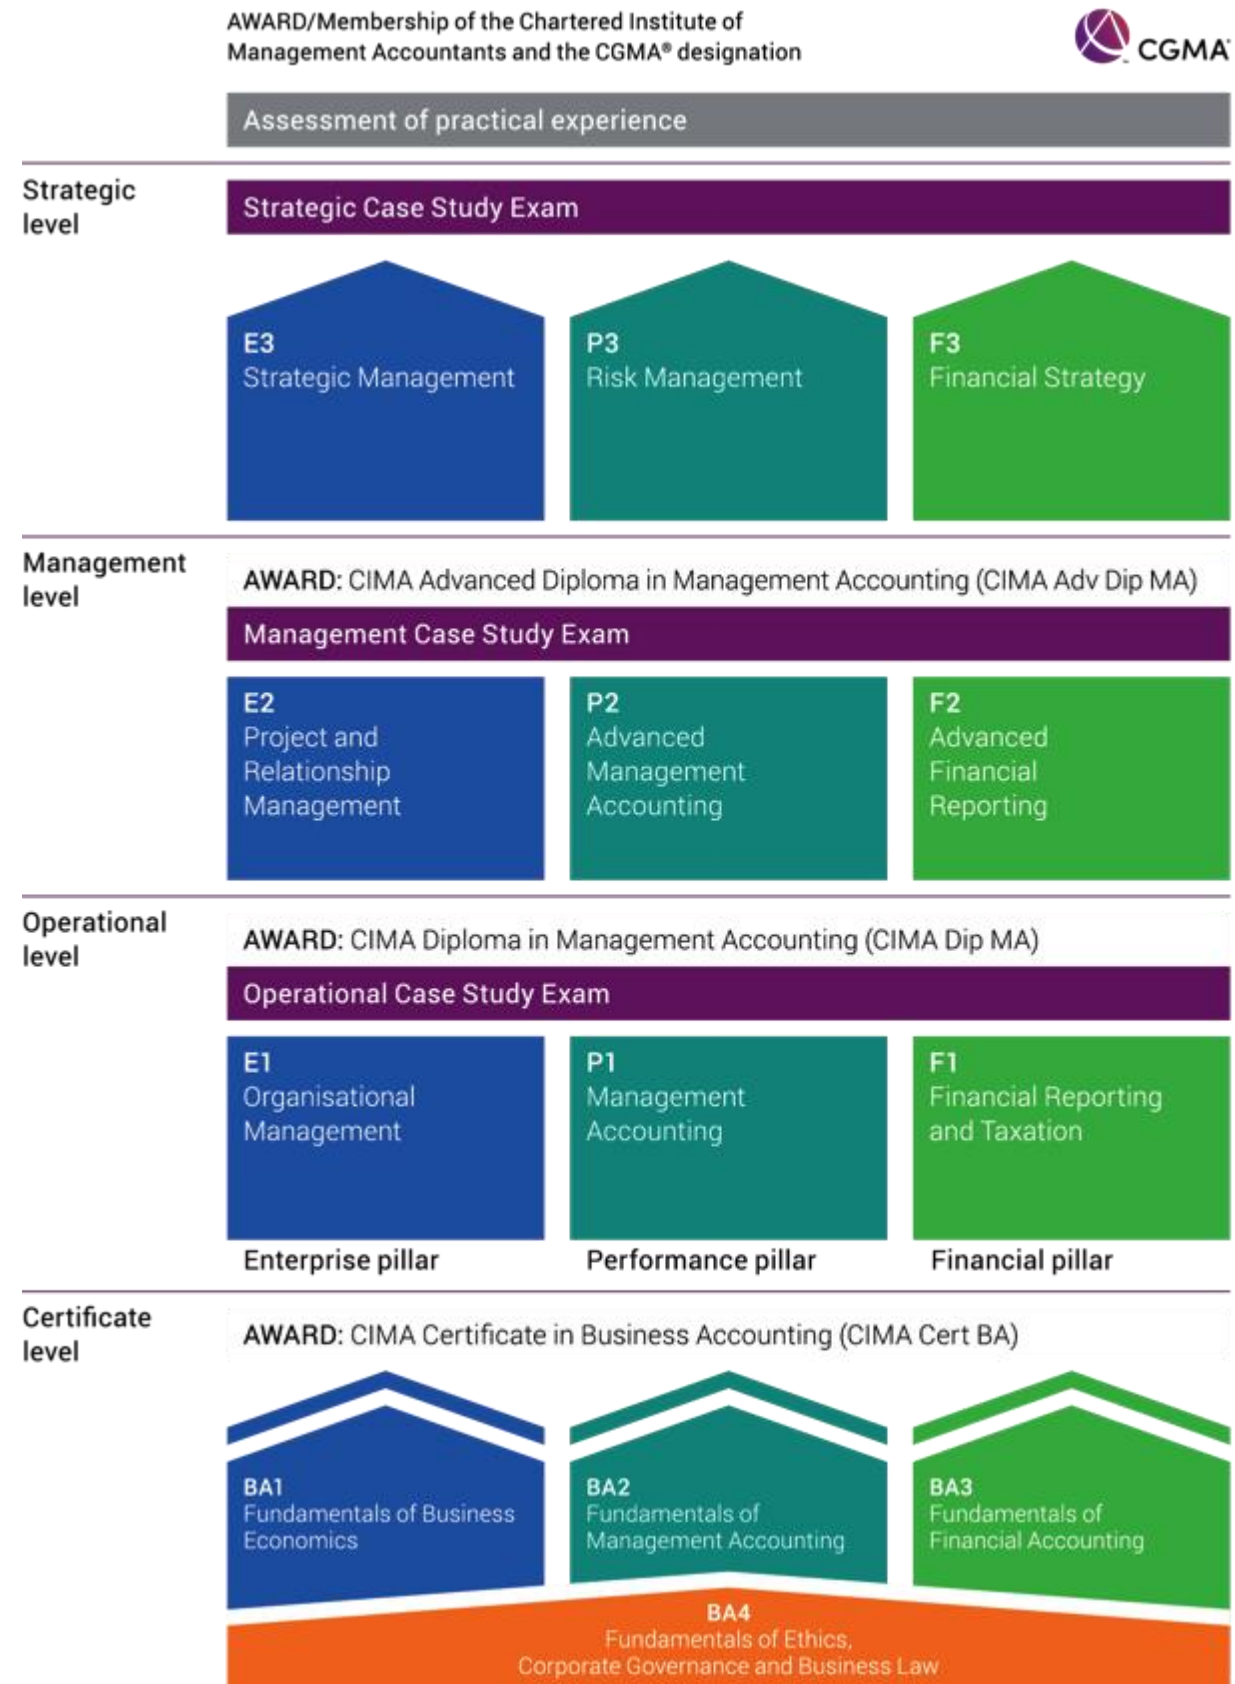 AWARD/Membership of the Chartered Institute of
Management Accountants and the CGMA® designation
CGMA
Assessment of practical experience
Strategic
level
Strategic Case Study Exam
E3
Strategic Management
P3
Risk Management
F3
Financial Strategy
Management
level
AWARD: CIMA Advanced Diploma in Management Accounting (CIMA Adv Dip MA)
Management Case Study Exam
E2
Project and
Relationship
Management
P2
Advanced
Management
Accounting
F2
Advanced
Financial
Reporting
Operational
level
AWARD: CIMA Diploma in Management Accounting (CIMA Dip MA)
Operational Case Study Exam
E1
Organisational
Management
P1
Management
Accounting
F1
Financial Reporting
and Taxation
Enterprise pillar
Performance pillar
Financial pillar
Certificate
level
AWARD: CIMA Certificate in Business Accounting (CIMA Cert BA)
BA1
Fundamentals of Business
Economics
BA2
Fundamentals of
Management Accounting
BA3
Fundamentals of
Financial Accounting
BA4
Fundamentals of Ethics,
Corporate Governance and Business Law